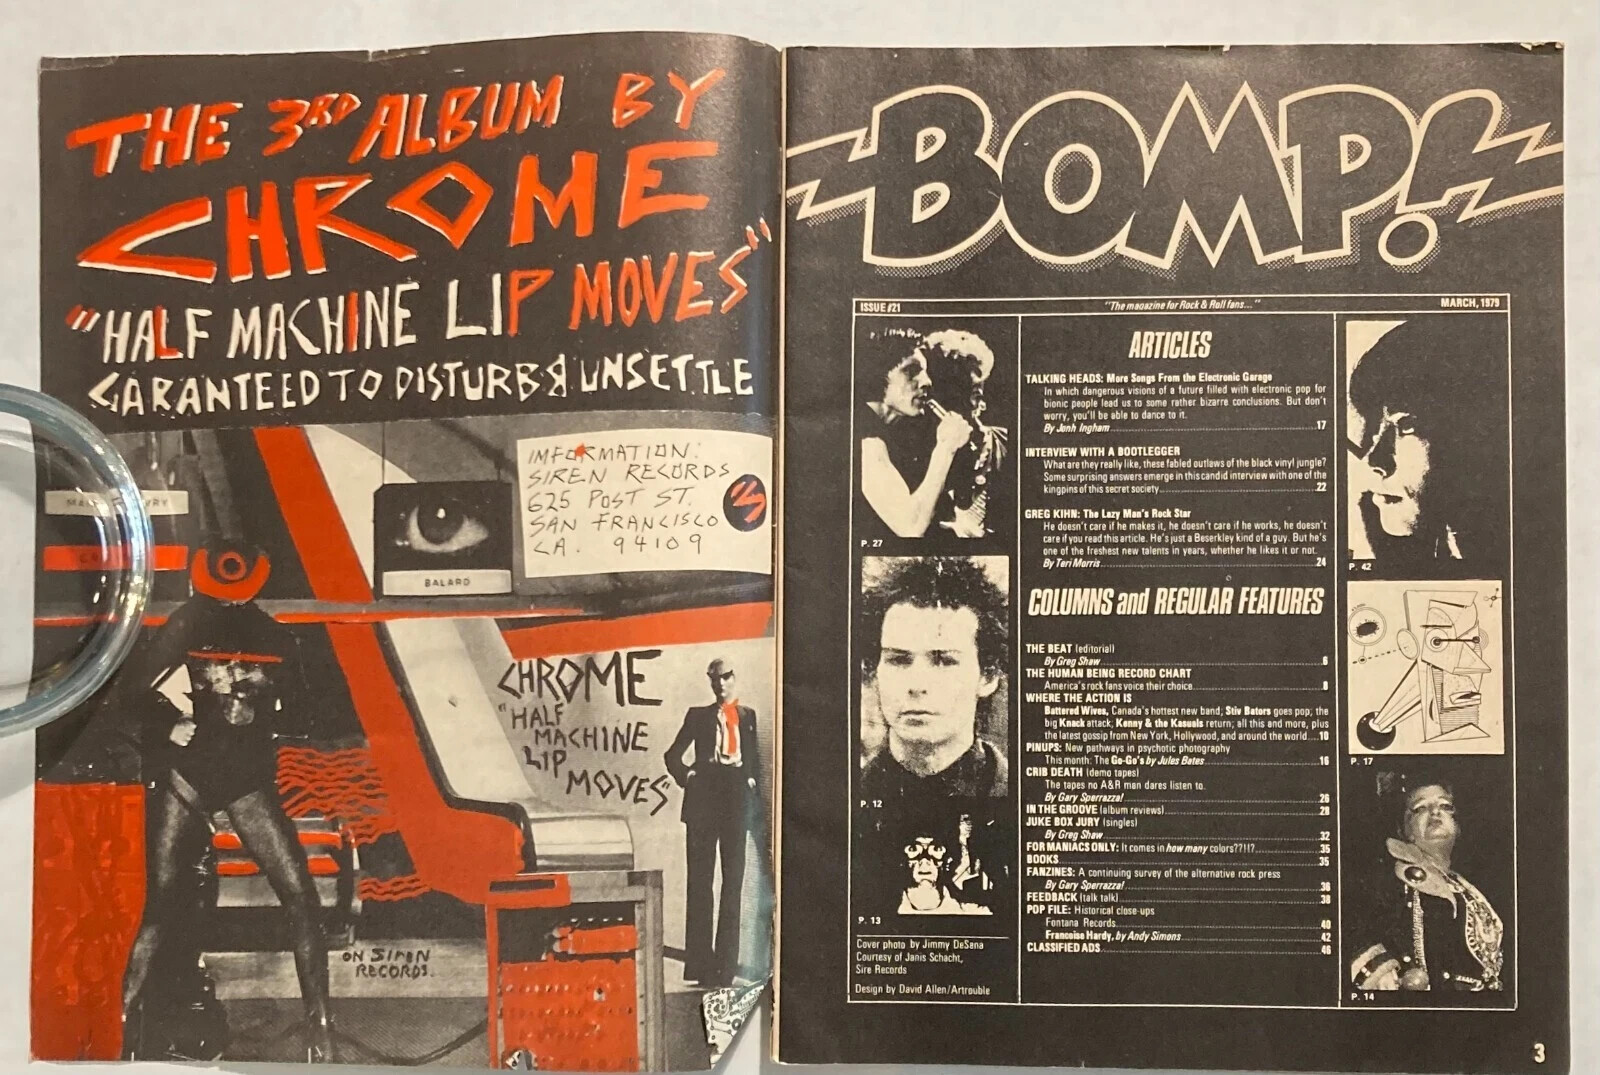 THE 3RD ALBUM BY
CHROME
"HALF MACHINE LIP MOVES"
GARANTEED TO DISTURB & UNSETTLE
IMFORMATION:
SIREN RECORDS
625 POST ST.
SAN FRANCISCO
CA. 94109
BALARD
CHROME
"HALF
MACHINE
LIP
MOVES"
ON SIREN
RECORDS.
BOMP!
ISSUE #21
"The magazine for Rock & Roll fans..."
MARCH, 1979
P. 27
P. 12
P. 13
Cover photo by Jimmy DeSana
Courtesy of Janis Schacht,
Sire Records
Design by David Allen/Artrouble
ARTICLES
TALKING HEADS: More Songs From the Electronic Garage
In which dangerous visions of a future filled with electronic pop for
bionic people lead us to some rather bizarre conclusions. But don't
worry, you'll be able to dance to it.
By Jonh Ingham 17
INTERVIEW WITH A BOOTLEGGER
What are they really like, these fabled outlaws of the black vinyl jungle?
Some surprising answers emerge in this candid interview with one of the
kingpins of this secret society 22
GREG KIHN: The Lazy Man's Rock Star
He doesn't care if he makes it, he doesn't care if he works, he doesn't
care if you read this article. He's just a Beserkley kind of a guy. But he's
one of the freshest new talents in years, whether he likes it or not.
By Teri Morris 24
COLUMNS and REGULAR FEATURES
THE BEAT (editorial)
By Greg Shaw 6
THE HUMAN BEING RECORD CHART
America's rock fans voice their choice 8
WHERE THE ACTION IS
Battered Wives, Canada's hottest new band; Stiv Bators goes pop; the
big Knack attack; Kenny & the Kasuals return; all this and more, plus
the latest gossip from New York, Hollywood, and around the world....10
PINUPS: New pathways in psychotic photography
This month: The Go-Go's by Jules Bates 16
CRIB DEATH (demo tapes)
The tapes no A&R man dares listen to.
By Gary Sperrazza! 26
IN THE GROOVE (album reviews) 28
JUKE BOX JURY (singles)
By Greg Shaw 32
FOR MANIACS ONLY: It comes in how many colors??!!? 35
BOOKS 35
FANZINES: A continuing survey of the alternative rock press
By Gary Sperrazza! 36
FEEDBACK (talk talk) 38
POP FILE: Historical close-ups
Fontana Records 40
Francoise Hardy, by Andy Simons 42
CLASSIFIED ADS 46
P. 42
P. 17
P. 14
3